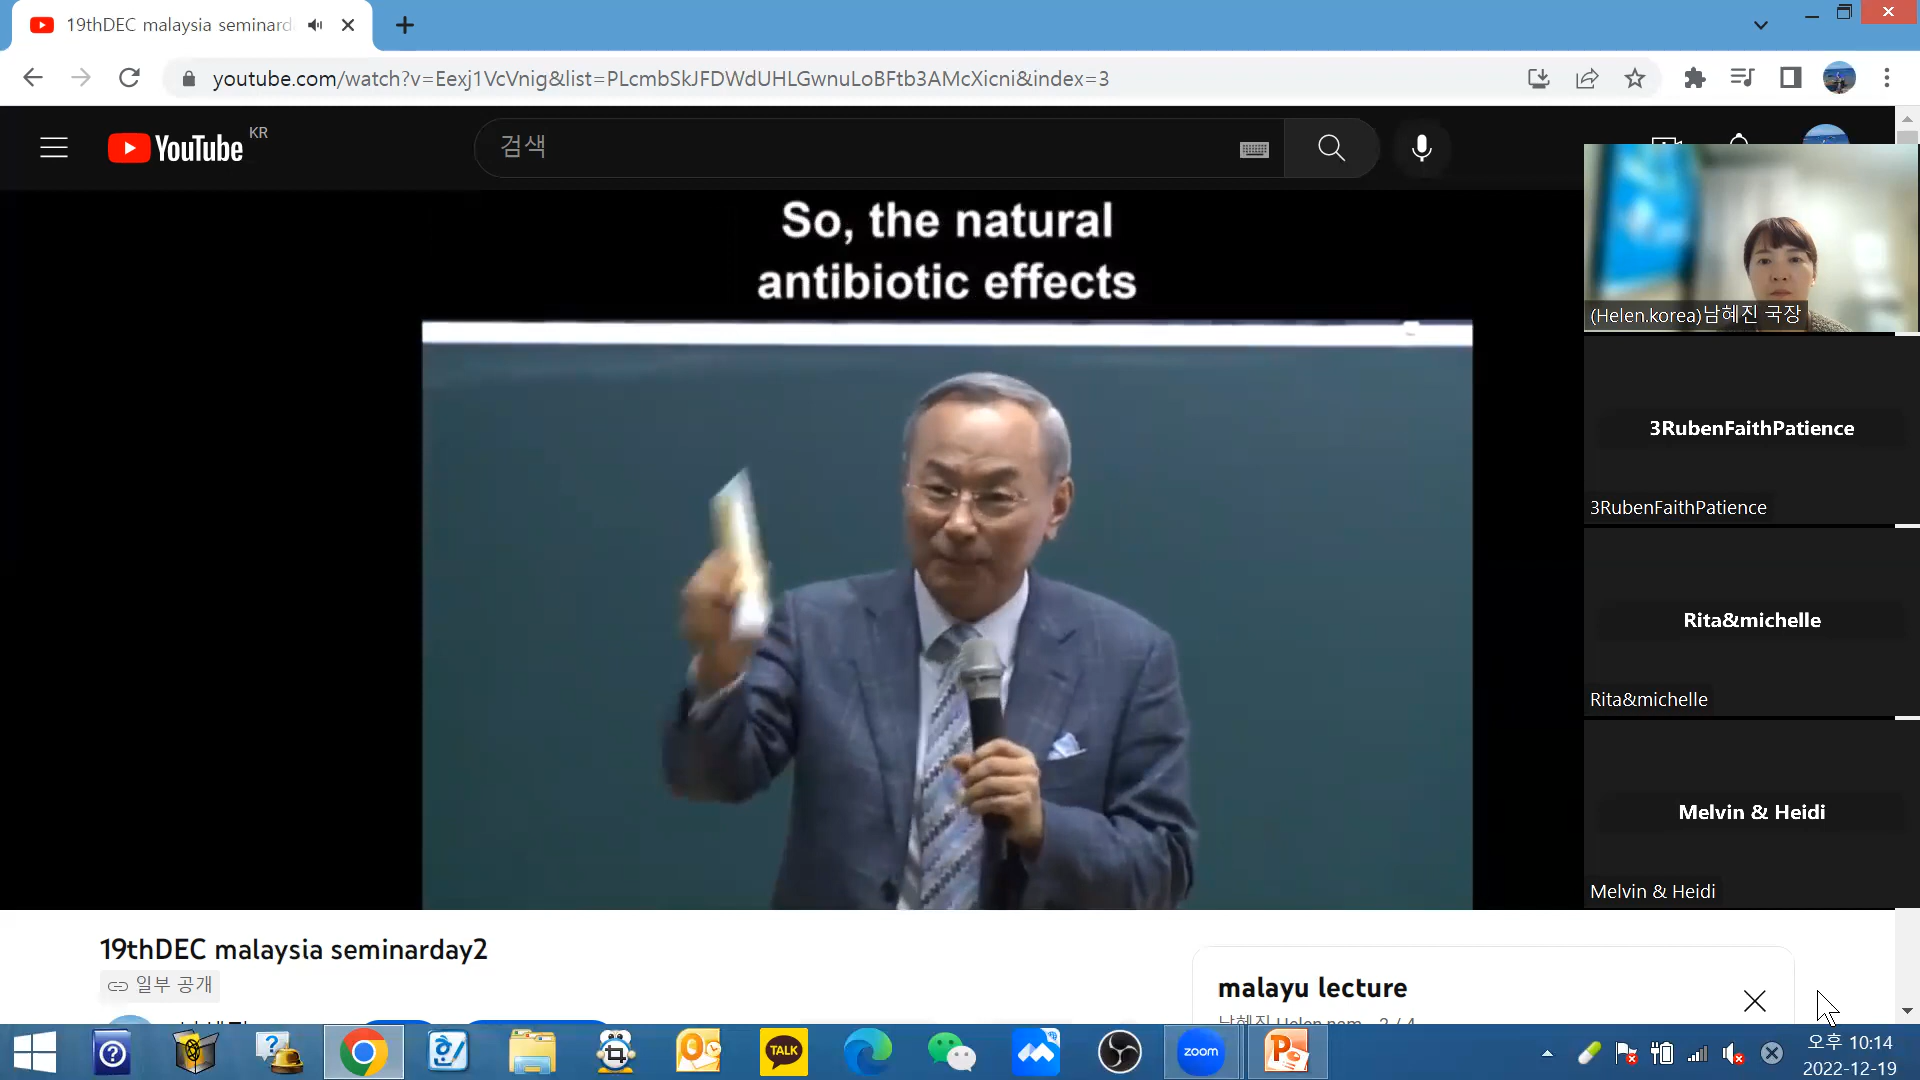 19thDEC malaysia seminard
youtube.com/watch?v=Eexj1VcVnig&list=PLcmbSkJFDWdUHLGwnuLoBFtb3AMcXicni&index=3
YouTube KR
검색
So, the natural
antibiotic effects
(Helen.korea)남혜진 국장
3RubenFaithPatience
3RubenFaithPatience
Rita&michelle
Rita&michelle
Melvin & Heidi
Melvin & Heidi
19thDEC malaysia seminarday2
일부 공개
malayu lecture
TALK
zoom
오후 10:14
2022-12-19